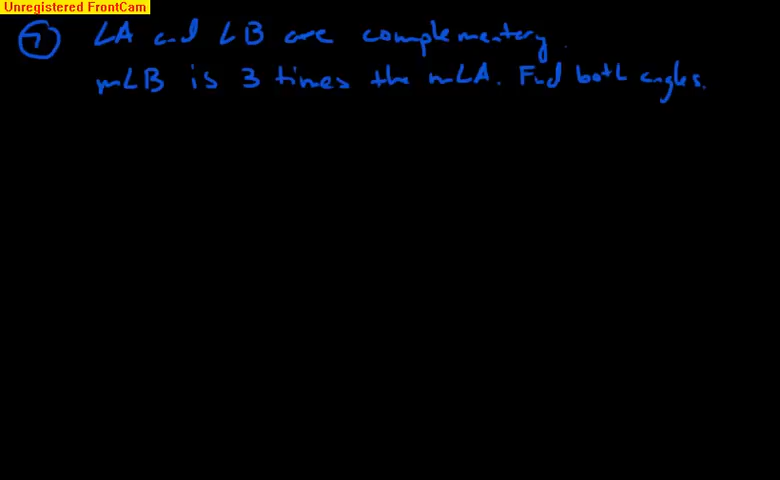 Unregistered FrontCam
7 ∠A and ∠B are complementary.
m∠B is 3 times the m∠A. Find both angles.